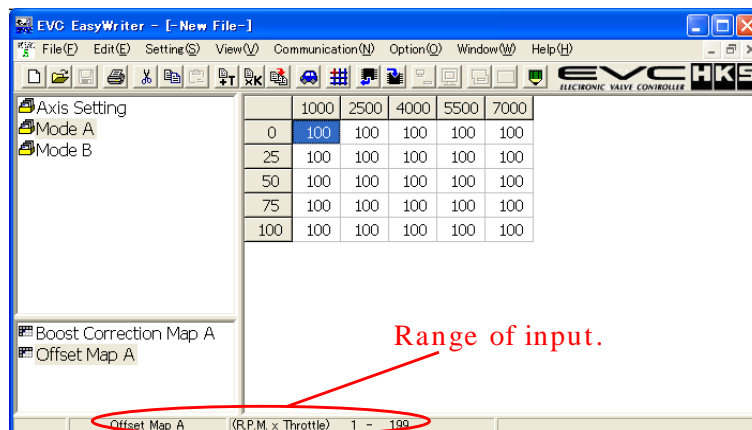 EVC EasyWriter - [-New File-]
File(F) Edit(E) Setting(S) View(V) Communication(N) Option(O) Window(W) Help(H)
EVC HKS
ELECTRONIC VALVE CONTROLLER
Axis Setting
Mode A
Mode B
1000 2500 4000 5500 7000
0 100 100 100 100 100
25 100 100 100 100 100
50 100 100 100 100 100
75 100 100 100 100 100
100 100 100 100 100 100
Boost Correction Map A
Offset Map A
Range of input.
Offset Map A (R.P.M. x Throttle) 1 - 199